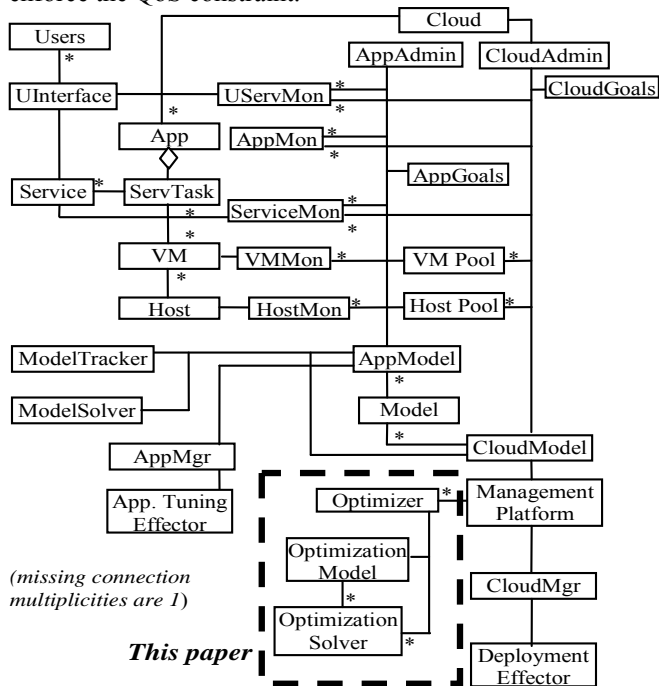 enforce the QoS constraint.
Cloud
Users
*
AppAdmin
CloudAdmin
CloudGoals
UInterface
UServMon
*
*
*
App
AppMon
*
*
AppGoals
Service
*
ServTask
ServiceMon
*
*
*
*
VM
VMMon
*
VM Pool
*
*
Host
HostMon
*
Host Pool
*
ModelTracker
AppModel
*
ModelSolver
Model
*
CloudModel
AppMgr
App. Tuning
Effector
Optimizer
*
Management
Platform
Optimization
Model
*
Optimization
Solver
*
CloudMgr
(missing connection
multiplicities are 1)
This paper
Deployment
Effector